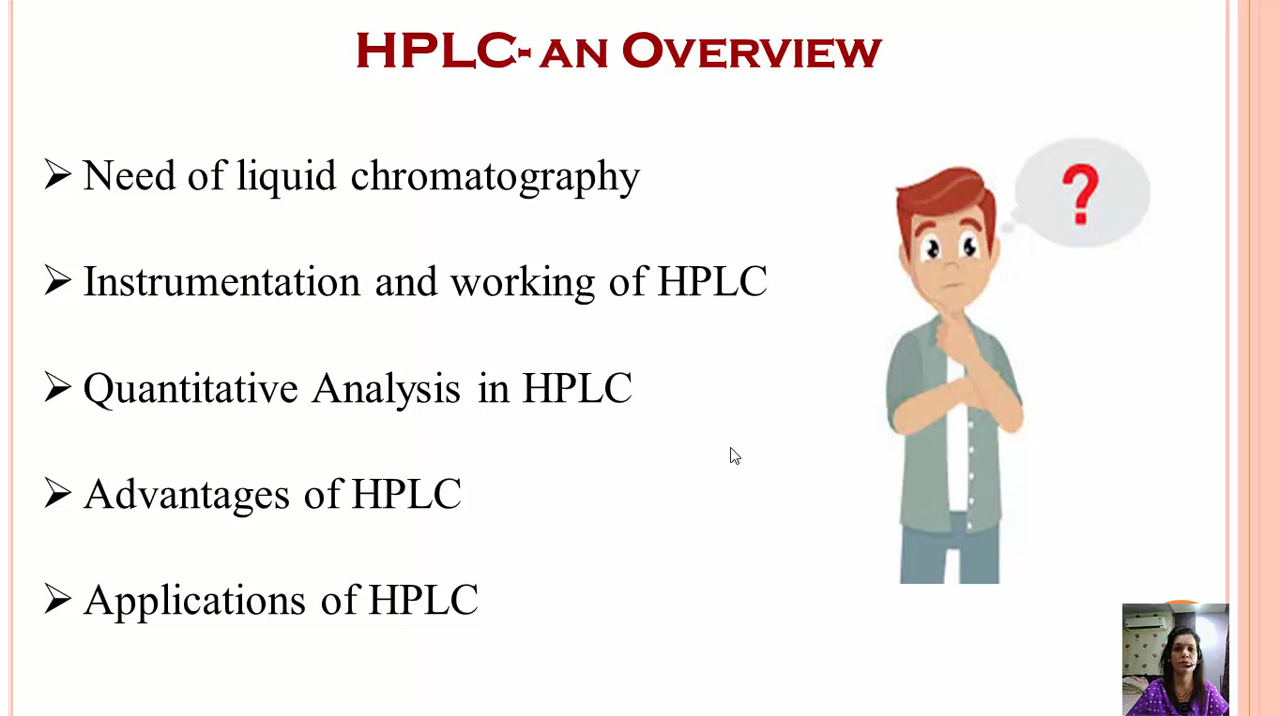 HPLC- an Overview
Need of liquid chromatography
?
Instrumentation and working of HPLC
Quantitative Analysis in HPLC
Advantages of HPLC
Applications of HPLC